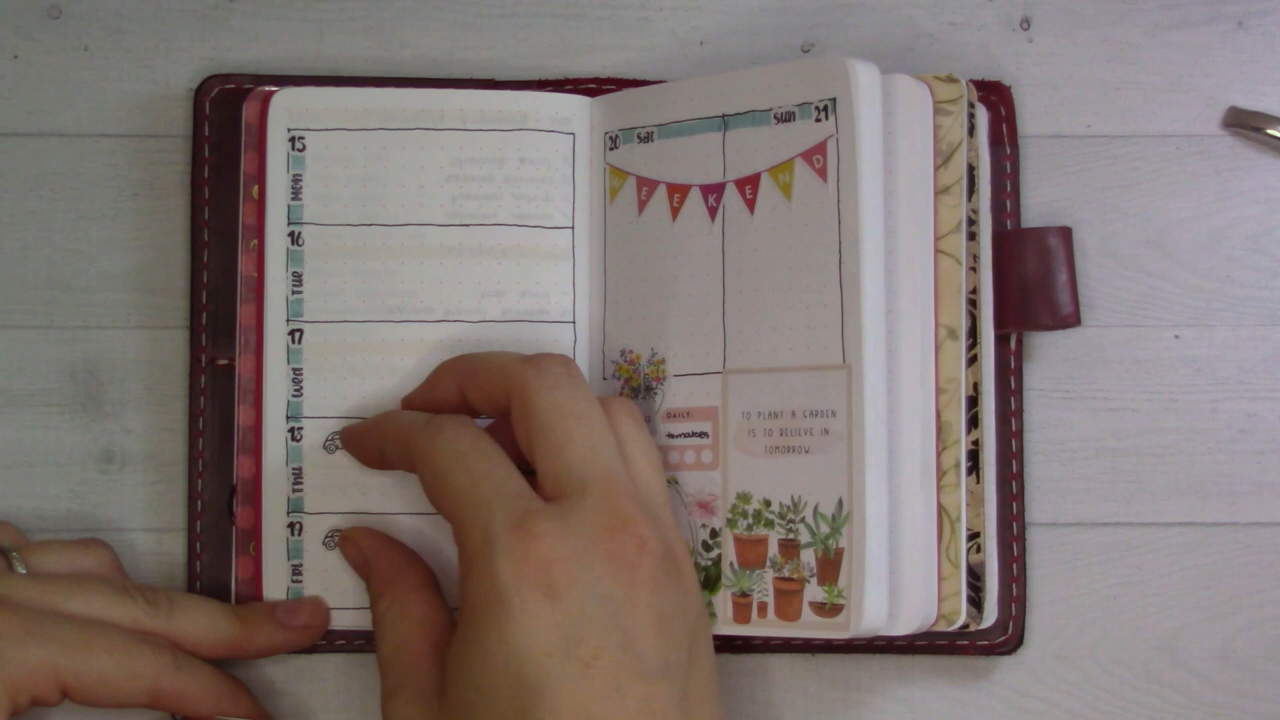 15
Mon
16
Tue
17
Wed
18
Thu
19
Fri
20 sat
sun 21
WEEKEND
DAILY:
tomatoes
TO PLANT A GARDEN
IS TO BELIEVE IN
TOMORROW